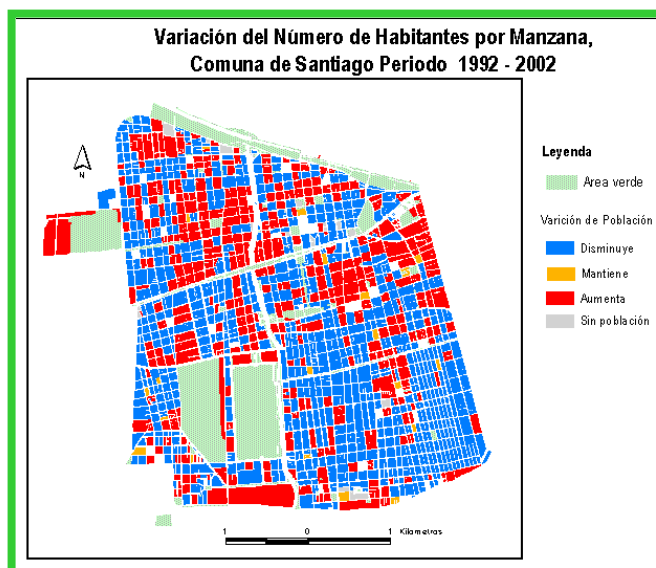 Variación del Número de Habitantes por Manzana,
Comuna de Santiago Periodo 1992 - 2002
N
Leyenda
Area verde
Varición de Población
Disminuye
Mantiene
Aumenta
Sin población
1 0 1 Kilometros